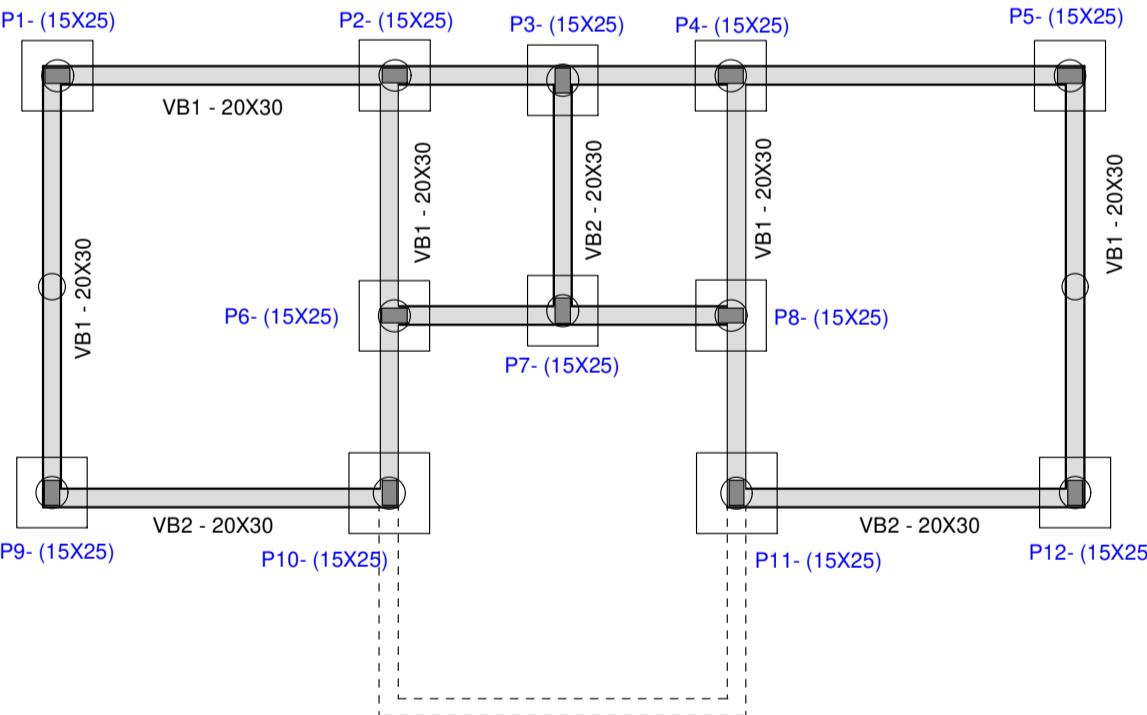 P1- (15X25)
P2- (15X25)
P3- (15X25)
P4- (15X25)
P5- (15X25)
VB1 - 20X30
VB1 - 20X30
VB2 - 20X30
VB1 - 20X30
VB1 - 20X30
VB1 - 20X30
P6- (15X25)
P8- (15X25)
P7- (15X25)
VB2 - 20X30
VB2 - 20X30
P9- (15X25)
P10- (15X25)
P11- (15X25)
P12- (15X25